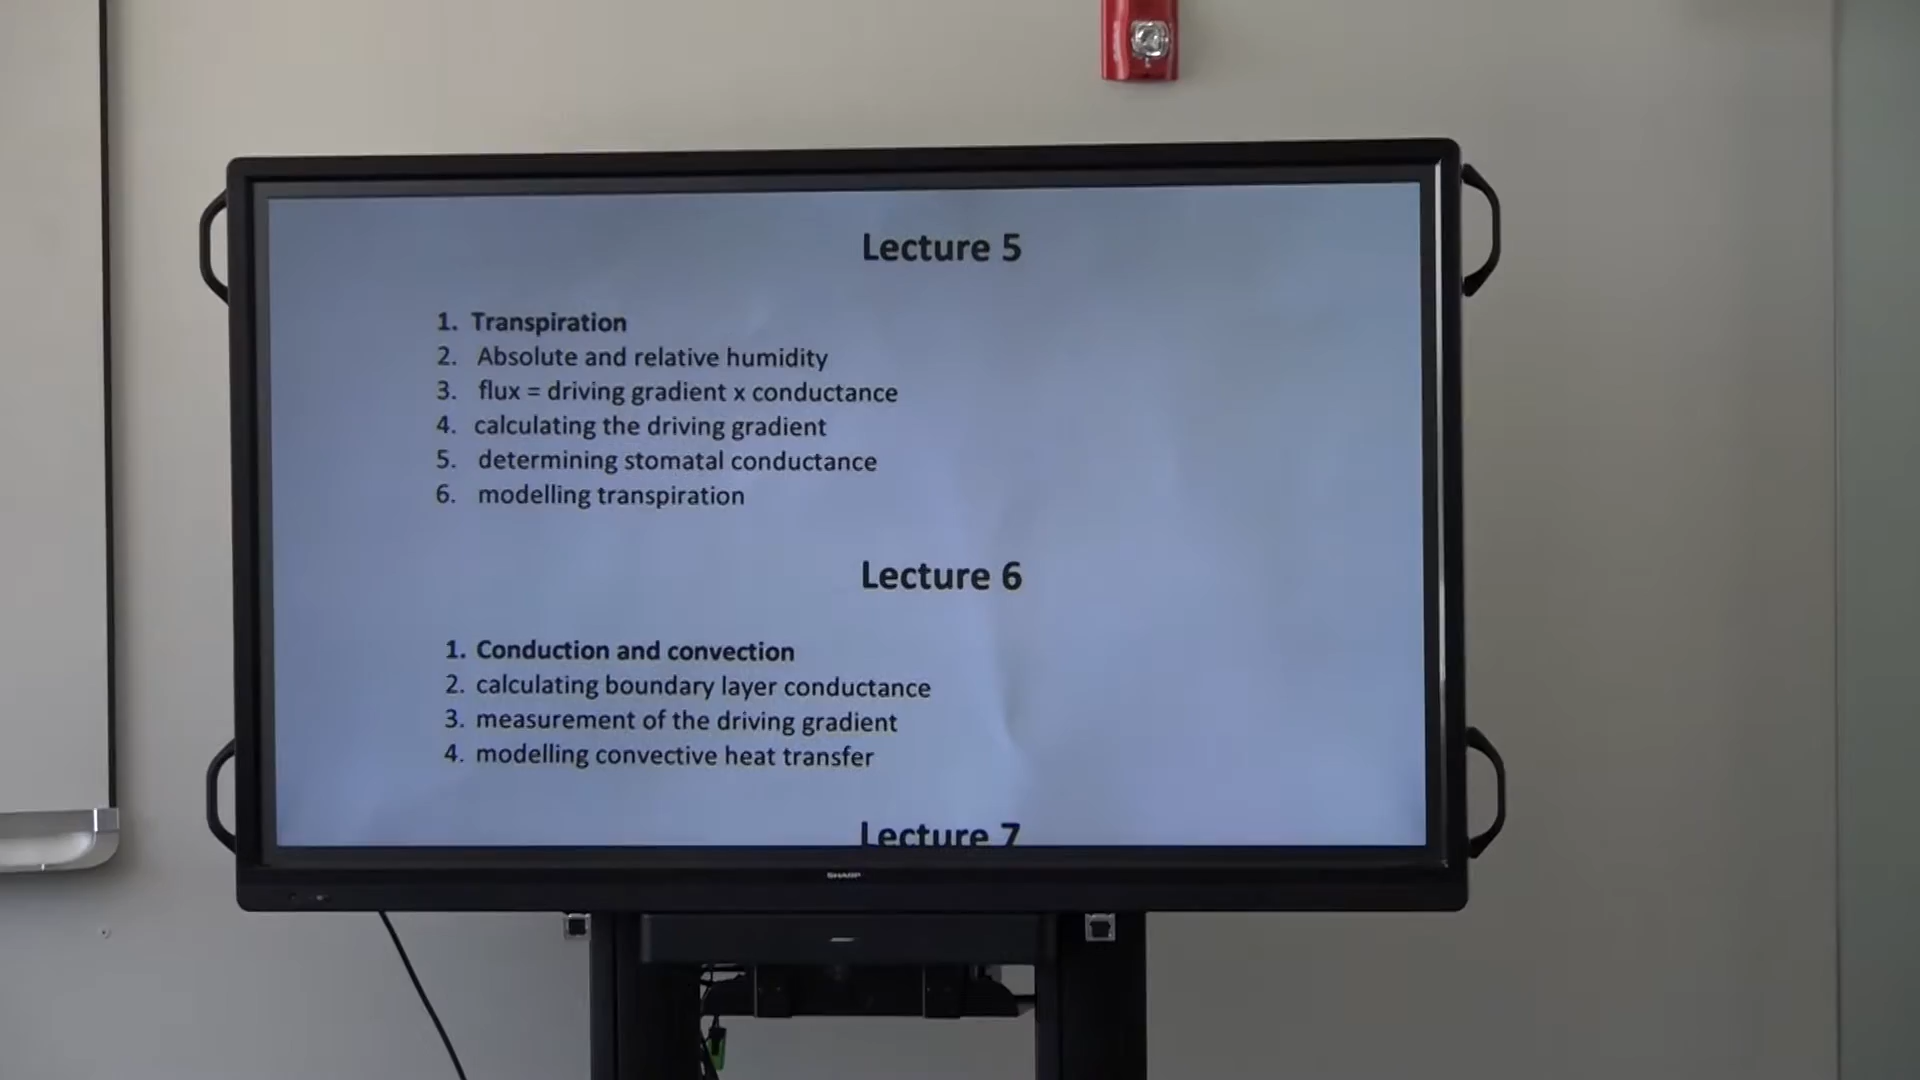 Lecture 5
1. Transpiration
2. Absolute and relative humidity
3. flux = driving gradient x conductance
4. calculating the driving gradient
5. determining stomatal conductance
6. modelling transpiration
Lecture 6
1. Conduction and convection
2. calculating boundary layer conductance
3. measurement of the driving gradient
4. modelling convective heat transfer
Lecture 7
SHARP